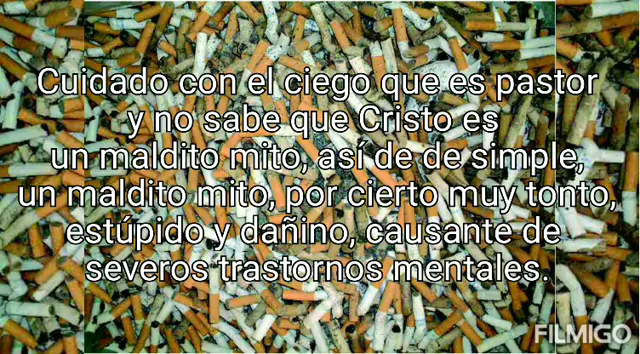 Cuidado con el ciego que es pastor
y no sabe que Cristo es
un maldito mito, así de de simple,
un maldito mito, por cierto muy tonto,
estúpido y dañino, causante de
severos trastornos mentales.
FILMIGO